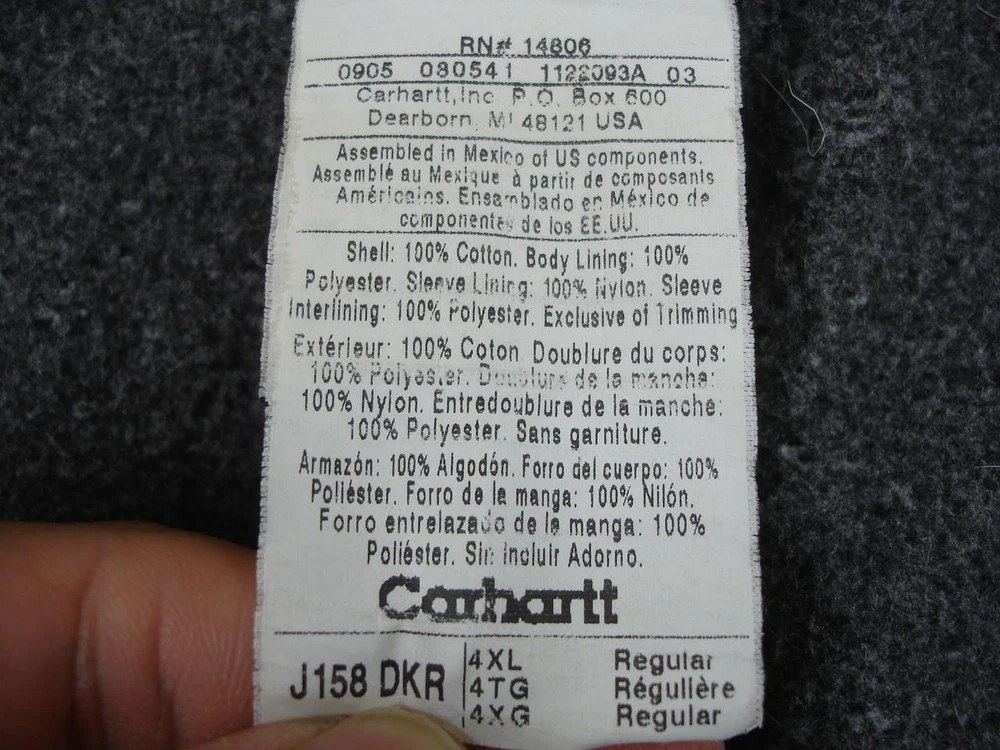 RN# 14806
0905 080541 1122093A 03
Carhartt,Inc P.O. Box 600
Dearborn, MI 48121 USA
Assembled in Mexico of US components.
Assemblé au Mexique à partir de composants
Américains. Ensamblado en México de
componentes de los EE.UU.
Shell: 100% Cotton. Body Lining: 100%
Polyester. Sleeve Lining: 100% Nylon. Sleeve
Interlining: 100% Polyester. Exclusive of Trimming
Extérieur: 100% Coton Doublure du corps:
100% Polyester. Doublure de la manche:
100% Nylon. Entredoublure de la manche:
100% Polyester. Sans garniture.
Armazón: 100% Algodón. Forro del cuerpo: 100%
Poliéster. Forro de la manga: 100% Nilón.
Forro entrelazado de la manga: 100%
Poliéster. Sin incluir Adorno.
Carhartt
J158 DKR
4XL Regular
4TG Régulière
4XG Regular